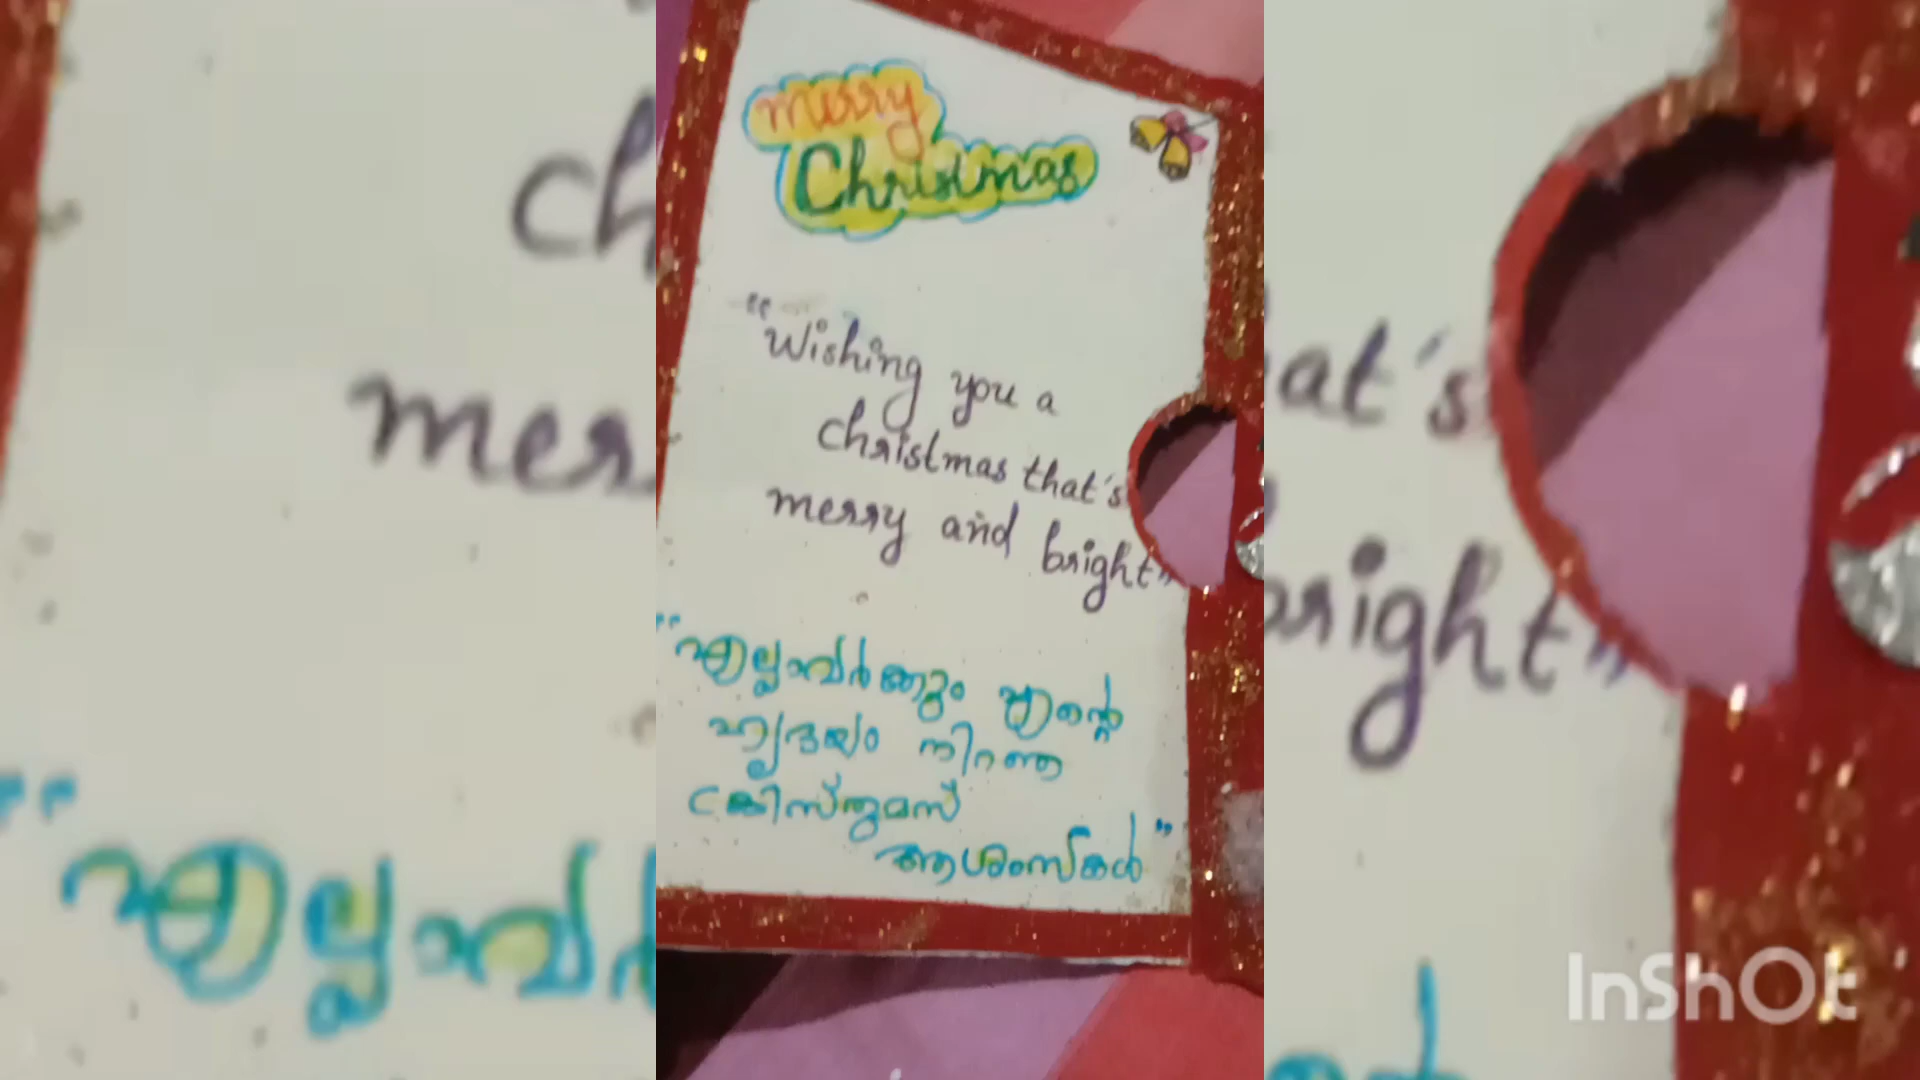 merry
Christmas
"Wishing you a
christmas that's
merry and bright"
"എല്ലാവർക്കും എന്റെ
ഹൃദയം നിറഞ്ഞ
ക്രിസ്തുമസ്
ആശംസകൾ"
InShOt